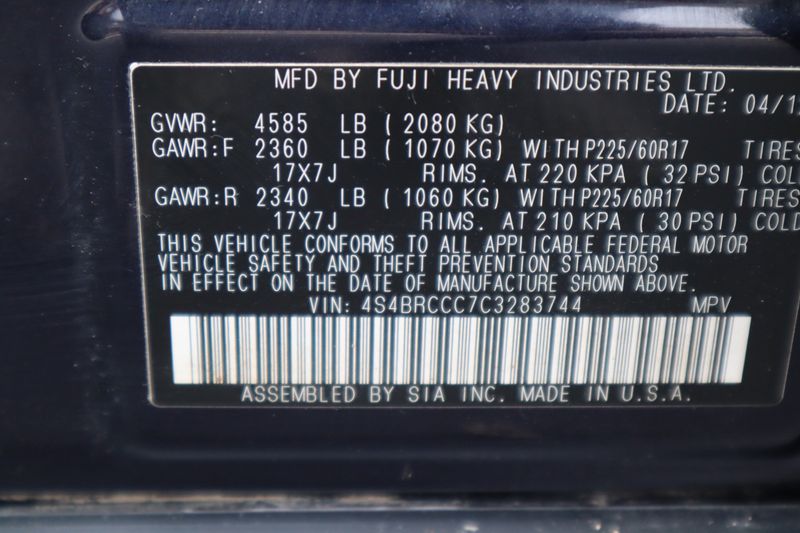 MFD BY FUJI HEAVY INDUSTRIES LTD.
DATE: 04/1
GVWR: 4585 LB ( 2080 KG)
GAWR:F 2360 LB ( 1070 KG) WITH P225/60R17 TIRES
17X7J RIMS. AT 220 KPA ( 32 PSI) COLD
GAWR:R 2340 LB ( 1060 KG) WITH P225/60R17 TIRES
17X7J RIMS. AT 210 KPA ( 30 PSI) COLD
THIS VEHICLE CONFORMS TO ALL APPLICABLE FEDERAL MOTOR
VEHICLE SAFETY AND THEFT PREVENTION STANDARDS
IN EFFECT ON THE DATE OF MANUFACTURE SHOWN ABOVE.
VIN: 4S4BRCCC7C3283744 MPV
ASSEMBLED BY SIA INC. MADE IN U.S.A.